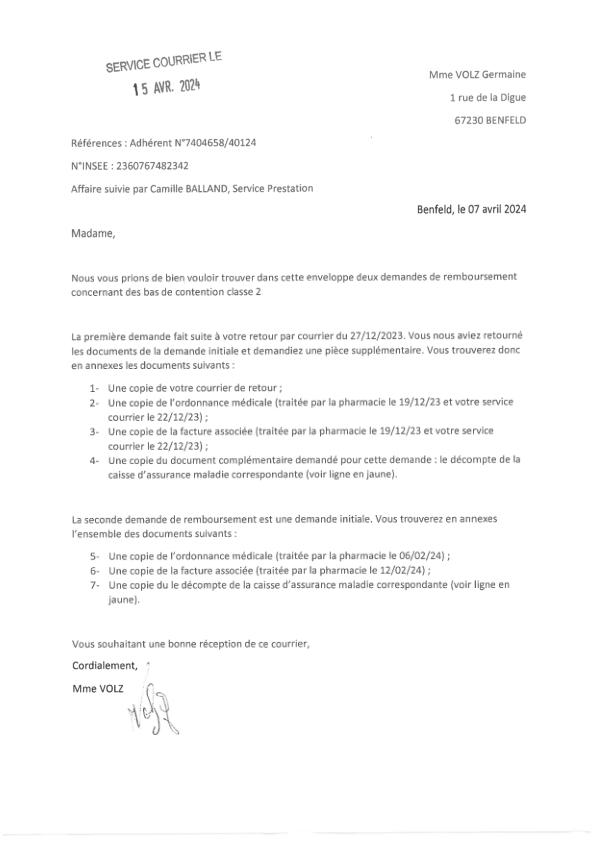 SERVICE COURRIER LE
15 AVR. 2024
Mme VOLZ Germaine
1 rue de la Digue
67230 BENFELD
Références : Adhérent N°7404658/40124
N°INSEE : 2360767482342
Affaire suivie par Camille BALLAND, Service Prestation
Benfeld, le 07 avril 2024
Madame,
Nous vous prions de bien vouloir trouver dans cette enveloppe deux demandes de remboursement
concernant des bas de contention classe 2
La première demande fait suite à votre retour par courrier du 27/12/2023. Vous nous aviez retourné
les documents de la demande initiale et demandiez une pièce supplémentaire. Vous trouverez donc
en annexes les documents suivants :
1- Une copie de votre courrier de retour ;
2- Une copie de l'ordonnance médicale (traitée par la pharmacie le 19/12/23 et votre service
courrier le 22/12/23) ;
3- Une copie de la facture associée (traitée par la pharmacie le 19/12/23 et votre service
courrier le 22/12/23) ;
4- Une copie du document complémentaire demandé pour cette demande : le décompte de la
caisse d'assurance maladie correspondante (voir ligne en jaune).
La seconde demande de remboursement est une demande initiale. Vous trouverez en annexes
l'ensemble des documents suivants :
5- Une copie de l'ordonnance médicale (traitée par la pharmacie le 06/02/24) ;
6- Une copie de la facture associée (traitée par la pharmacie le 12/02/24) ;
7- Une copie du le décompte de la caisse d'assurance maladie correspondante (voir ligne en
jaune).
Vous souhaitant une bonne réception de ce courrier,
Cordialement,
Mme VOLZ
Volz